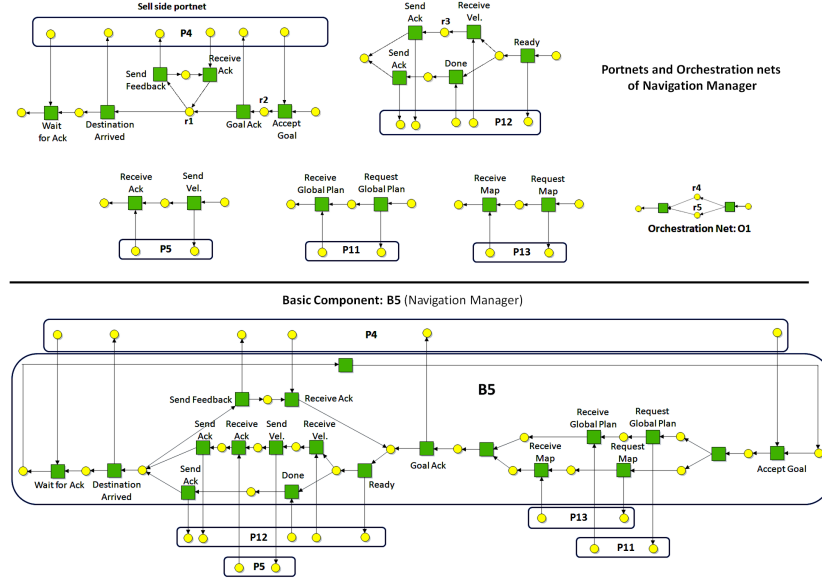 Sell side portnet
P4
Send
Feedback
Receive
Ack
Wait
for Ack
Destination
Arrived
r1
Goal Ack
r2
Accept
Goal
Send
Ack
r3
Receive
Vel.
Ready
Send
Ack
Done
P12
Portnets and Orchestration nets
of Navigation Manager
Receive
Ack
Send
Vel.
P5
Receive
Global Plan
Request
Global Plan
P11
Receive
Map
Request
Map
P13
r4
r5
Orchestration Net: O1
Basic Component: B5 (Navigation Manager)
P4
B5
Send Feedback
Receive Ack
Send
Ack
Receive
Ack
Send
Vel.
Receive
Vel.
Receive
Global Plan
Request
Global Plan
Wait for Ack
Destination
Arrived
Send
Ack
Done
Ready
Goal Ack
Receive
Map
Request
Map
Accept Goal
P12
P13
P5
P11